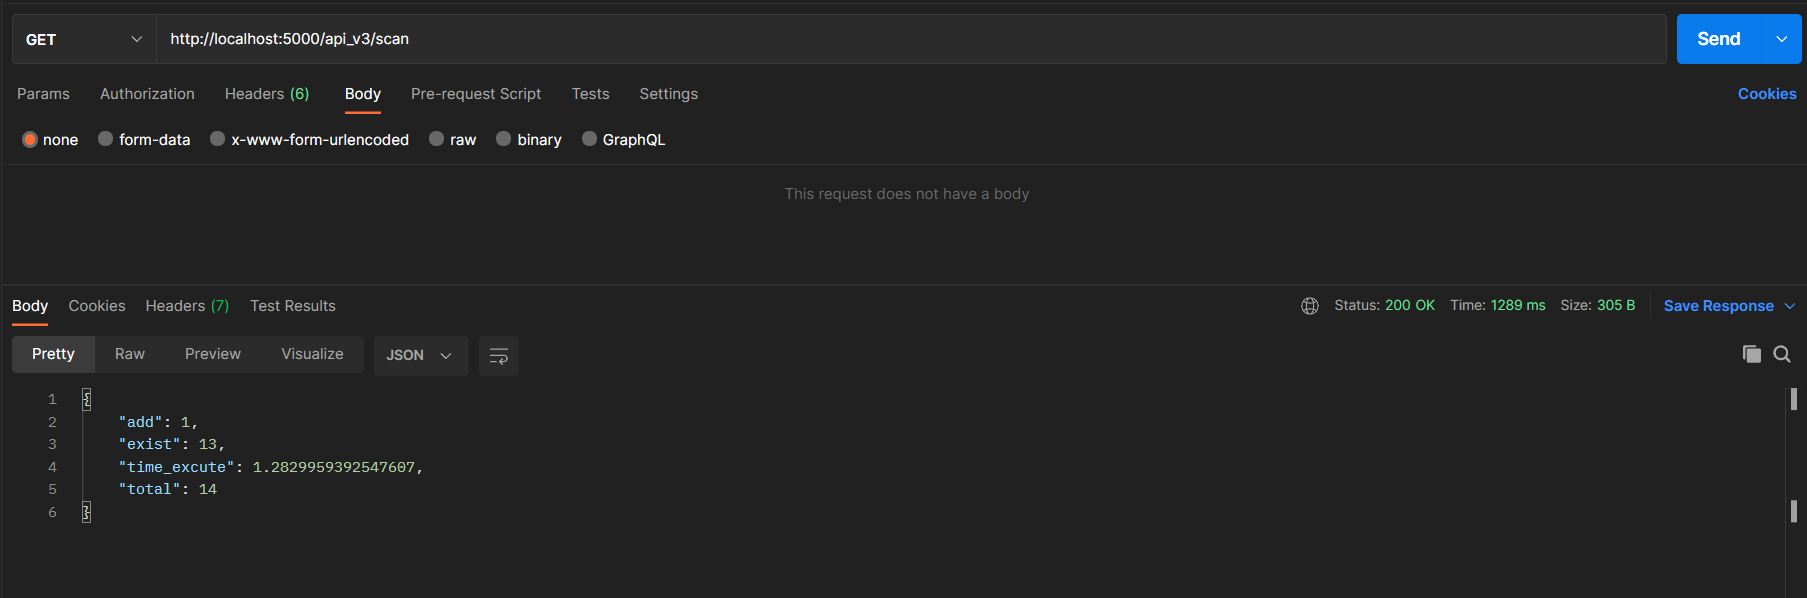 GET http://localhost:5000/api_v3/scan Send
Params Authorization Headers (6) Body Pre-request Script Tests Settings Cookies
none form-data x-www-form-urlencoded raw binary GraphQL
This request does not have a body
Body Cookies Headers (7) Test Results Status: 200 OK Time: 1289 ms Size: 305 B Save Response
Pretty Raw Preview Visualize JSON
1 {
2 "add": 1,
3 "exist": 13,
4 "time_excute": 1.2829959392547607,
5 "total": 14
6 }